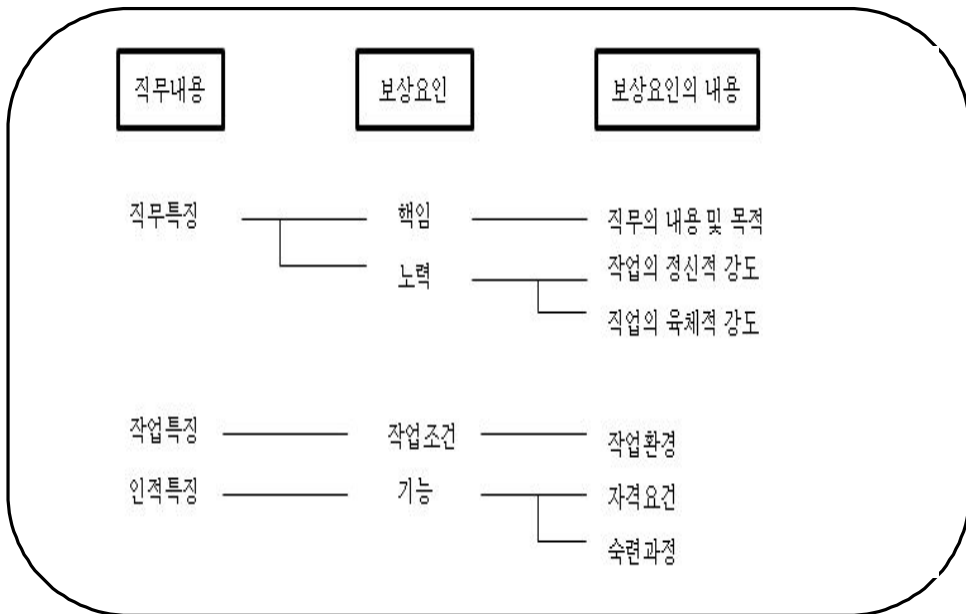 직무내용 보상요인 보상요인의 내용
직무특징 핵임 직무의 내용 및 목적
노력 작업의 정신적 강도
직업의 육체적 강도
작업특징 작업조건 작업환경
인적특징 기능 자격요건
숙련과정